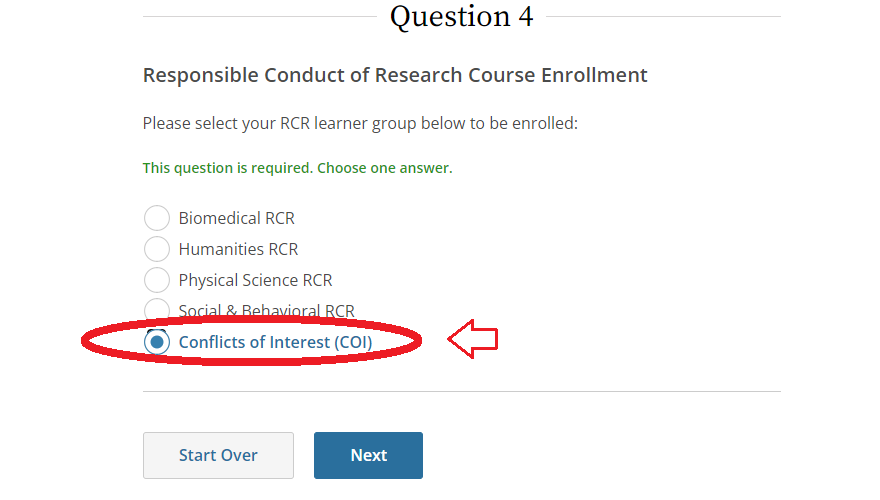 Question 4
Responsible Conduct of Research Course Enrollment
Please select your RCR learner group below to be enrolled:
This question is required. Choose one answer.
Biomedical RCR
Humanities RCR
Physical Science RCR
Social & Behavioral RCR
Conflicts of Interest (COI)
Start Over Next